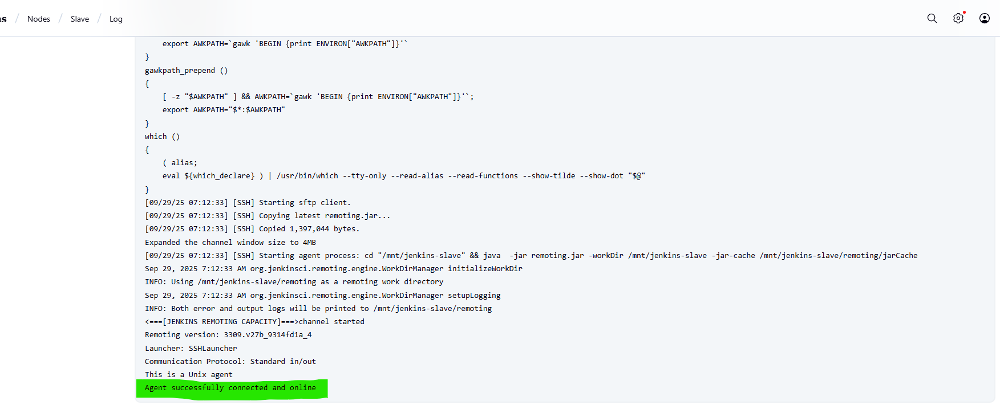 Nodes / Slave / Log
export AWKPATH=`gawk 'BEGIN {print ENVIRON["AWKPATH"]}'`
}
gawkpath_prepend ()
{
[ -z "$AWKPATH" ] && AWKPATH=`gawk 'BEGIN {print ENVIRON["AWKPATH"]}'`;
export AWKPATH="$*:$AWKPATH"
}
which ()
{
( alias;
eval ${which_declare} ) | /usr/bin/which --tty-only --read-alias --read-functions --show-tilde --show-dot "$@"
}
[09/29/25 07:12:33] [SSH] Starting sftp client.
[09/29/25 07:12:33] [SSH] Copying latest remoting.jar...
[09/29/25 07:12:33] [SSH] Copied 1,397,044 bytes.
Expanded the channel window size to 4MB
[09/29/25 07:12:33] [SSH] Starting agent process: cd "/mnt/jenkins-slave" && java  -jar remoting.jar -workDir /mnt/jenkins-slave -jar-cache /mnt/jenkins-slave/remoting/jarCache
Sep 29, 2025 7:12:33 AM org.jenkinsci.remoting.engine.WorkDirManager initializeWorkDir
INFO: Using /mnt/jenkins-slave/remoting as a remoting work directory
Sep 29, 2025 7:12:33 AM org.jenkinsci.remoting.engine.WorkDirManager setupLogging
INFO: Both error and output logs will be printed to /mnt/jenkins-slave/remoting
<===[JENKINS REMOTING CAPACITY]===>channel started
Remoting version: 3309.v27b_9314fd1a_4
Launcher: SSHLauncher
Communication Protocol: Standard in/out
This is a Unix agent
Agent successfully connected and online